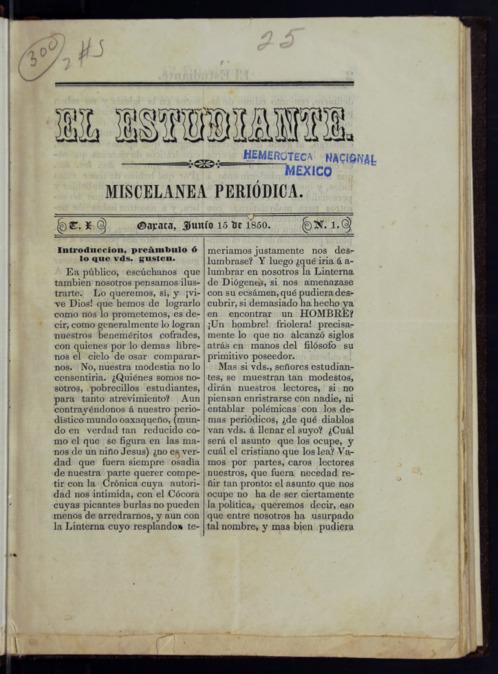 300
2 #S
25
EL ESTUDIANTE.
HEMEROTECA NACIONAL
MEXICO
MISCELANEA PERIÓDICA.
T. I. Oaxaca, Junio 15 de 1850. N. 1.
Introduccion, preámbulo ó
lo que vds. gusten.
Ea público, escúchanos que
tambien nosotros pensamos ilus-
trarte. Lo queremos, si, y ¡vi-
ve Dios! que hemos de lograrlo
como nos lo prometemos, es de-
cir, como generalmente lo logran
nuestros beneméritos cofrades,
con quienes por lo demas libre-
nos el cielo de osar comparar-
nos. No, nuestra modestia no lo
consentiria. ¿Quiénes somos no-
sotros, pobrecillos estudiantes,
para tanto atrevimiento? Aun
contrayéndonos á nuestro perio-
distico mundo oaxaqueño, (mun-
do en verdad tan reducido co-
mo el que se figura en las ma-
nos de un niño Jesus) ¿no es ver-
dad que fuera siempre osadia
de nuestra parte querer compe-
tir con la Crónica cuya autori-
dad nos intimida, con el Cócora
cuyas picantes burlas no pueden
menos de arredrarnos, y aun con
la Linterna cuyo resplandor te-
meriamos justamente nos des-
lumbrase? Y luego ¿qué iria á a-
lumbrar en nosotros la Linterna
de Diógenes, si nos amenazase
con su ecsámen, qué pudiera des-
cubrir, si demasiado ha hecho ya
en encontrar un HOMBRE?
¡Un hombre! friolera! precisa-
mente lo que no alcanzó siglos
atrás en manos del filósofo su
primitivo poseedor.
Mas si vds., señores estudian-
tes, se muestran tan modestos,
dirán nuestros lectores, si no
piensan enristrarse con nadie, ni
entablar polémicas con los de-
mas periódicos, ¿de qué diablos
van vds. á llenar el suyo? ¿Cuál
será el asunto que los ocupe, y
cuál el cristiano que los lea? Va-
mos por partes, caros lectores
nuestros, que fuera necedad re-
ñir tan pronto: el asunto que nos
ocupe no ha de ser ciertamente
la política, queremos decir, eso
que entre nosotros ha usurpado
tal nombre, y mas bien pudiera